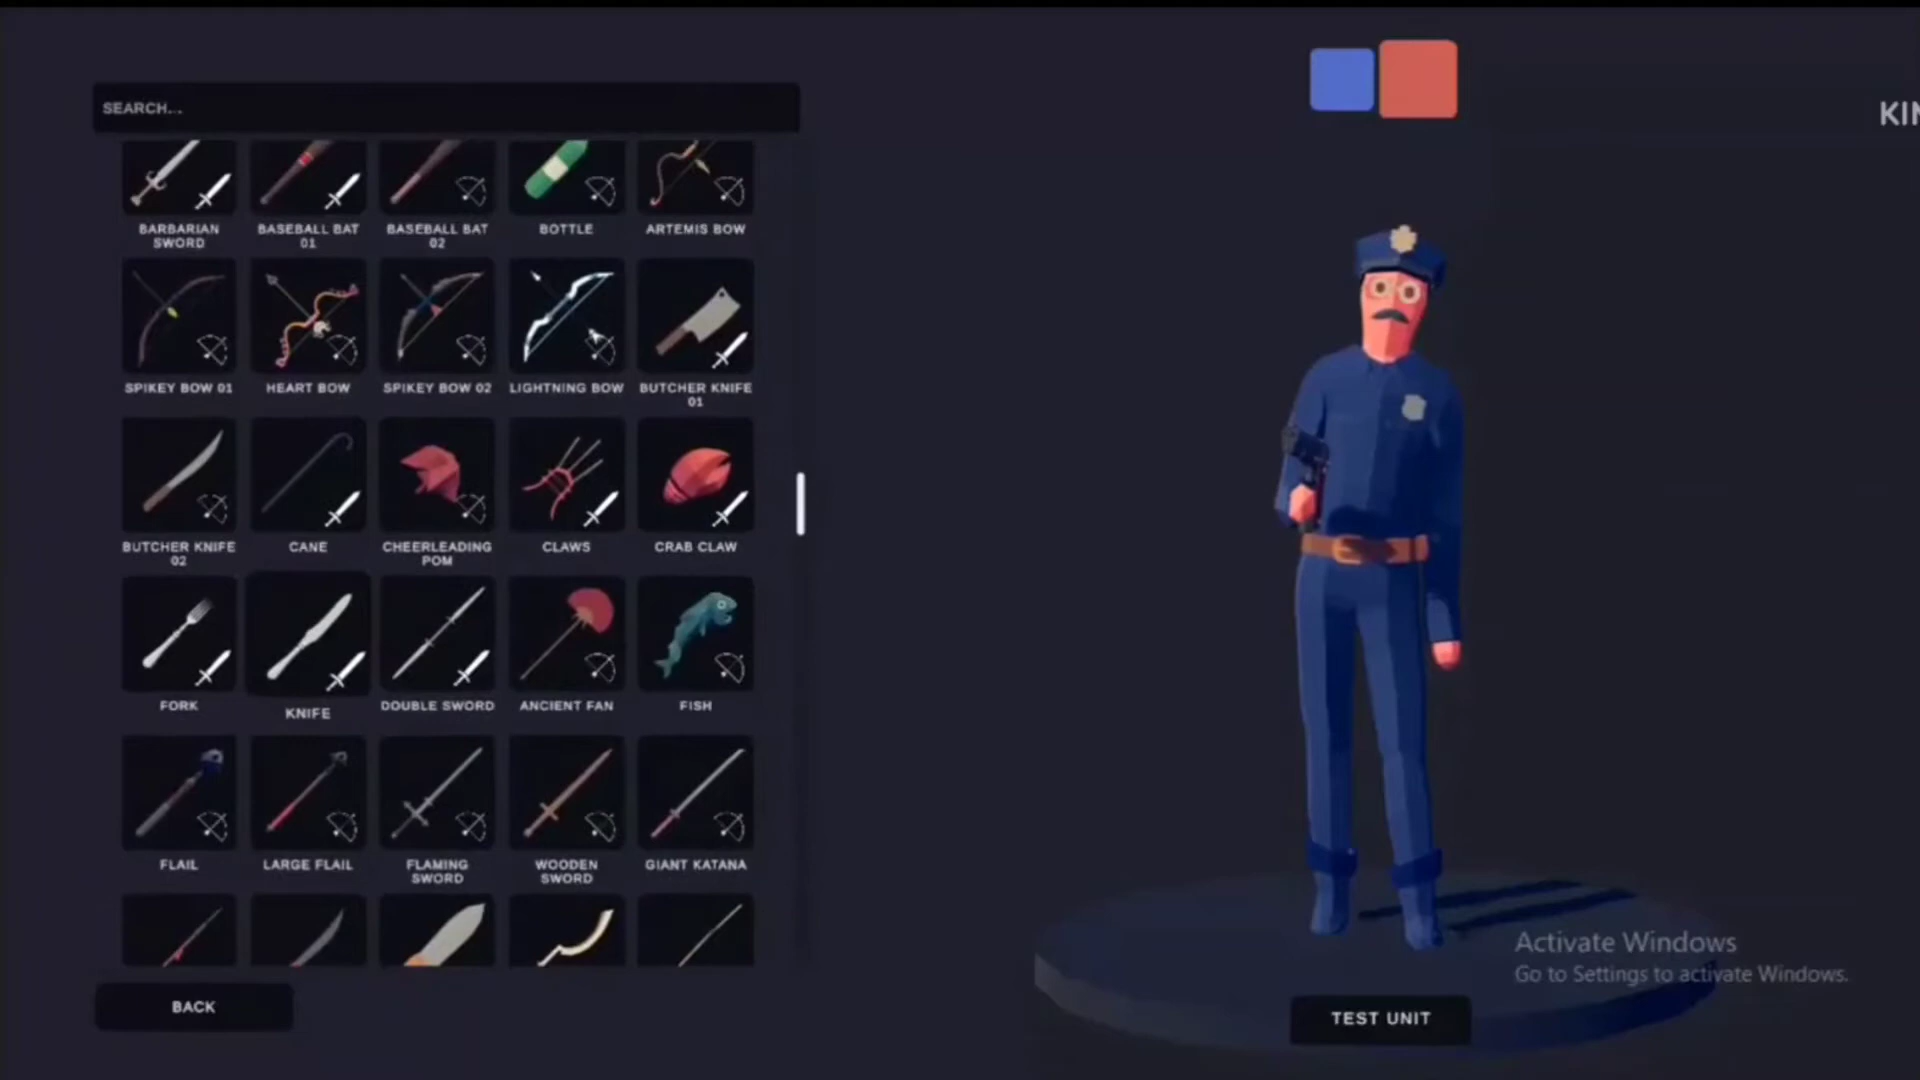 KIN
SEARCH...
BARBARIAN SWORD
BASEBALL BAT 01
BASEBALL BAT 02
BOTTLE
ARTEMIS BOW
SPIKEY BOW 01
HEART BOW
SPIKEY BOW 02
LIGHTNING BOW
BUTCHER KNIFE 01
BUTCHER KNIFE 02
CANE
CHEERLEADING POM
CLAWS
CRAB CLAW
FORK
KNIFE
DOUBLE SWORD
ANCIENT FAN
FISH
FLAIL
LARGE FLAIL
FLAMING SWORD
WOODEN SWORD
GIANT KATANA
Activate Windows
Go to Settings to activate Windows.
BACK
TEST UNIT